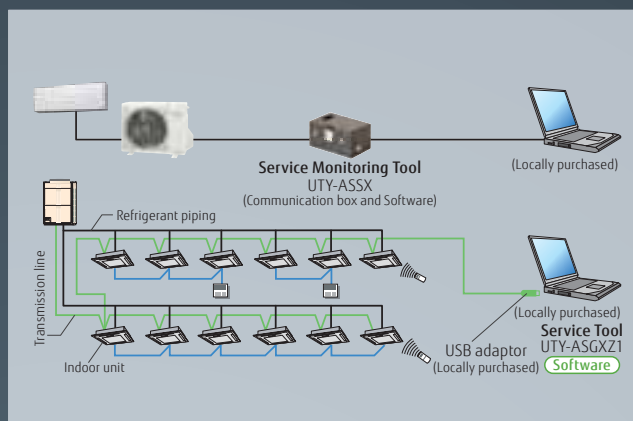 Service Monitoring Tool
UTY-ASSX
(Communication box and Software)
(Locally purchased)
Refrigerant piping
Transmission line
Indoor unit
(Locally purchased)
Service Tool
UTY-ASGXZ1
Software
USB adaptor
(Locally purchased)